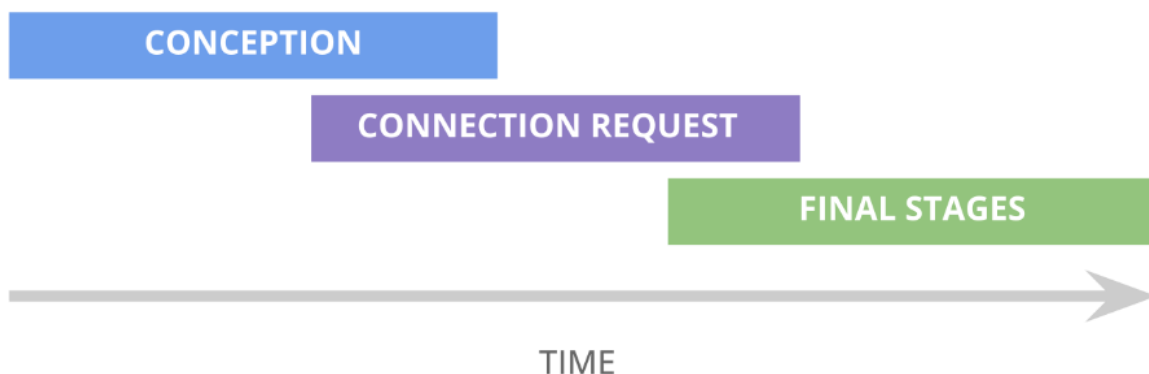 CONCEPTION
CONNECTION REQUEST
FINAL STAGES
TIME